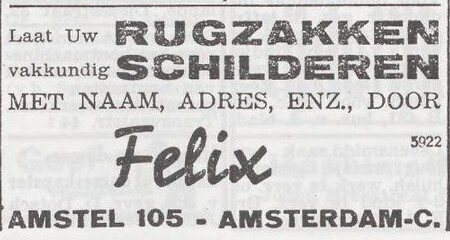 Laat Uw RUGZAKKEN
vakkundig SCHILDEREN
MET NAAM, ADRES, ENZ., DOOR
Felix
5922
AMSTEL 105 - AMSTERDAM-C.